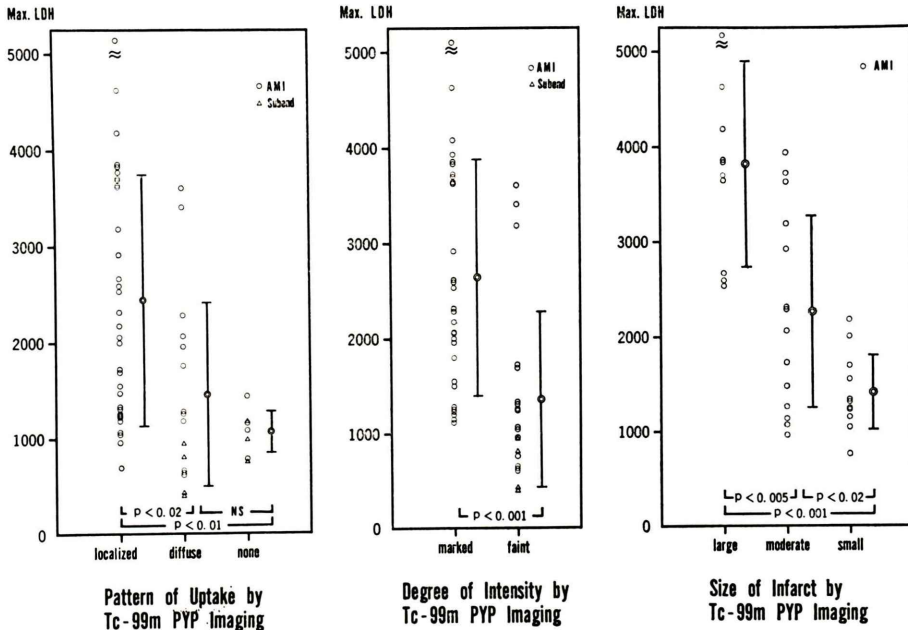 Max. LDH
5000
4000
3000
2000
1000
0
○ AMI
△ Subend
P < 0.02
NS
P < 0.01
localized diffuse none
Pattern of Uptake by
Tc-99m PYP Imaging
Max. LDH
5000
4000
3000
2000
1000
0
○ AMI
△ Subend
P < 0.001
marked faint
Degree of Intensity by
Tc-99m PYP Imaging
Max. LDH
5000
4000
3000
2000
1000
0
○ AMI
P < 0.005
P < 0.02
P < 0.001
large moderate small
Size of Infarct by
Tc-99m PYP Imaging